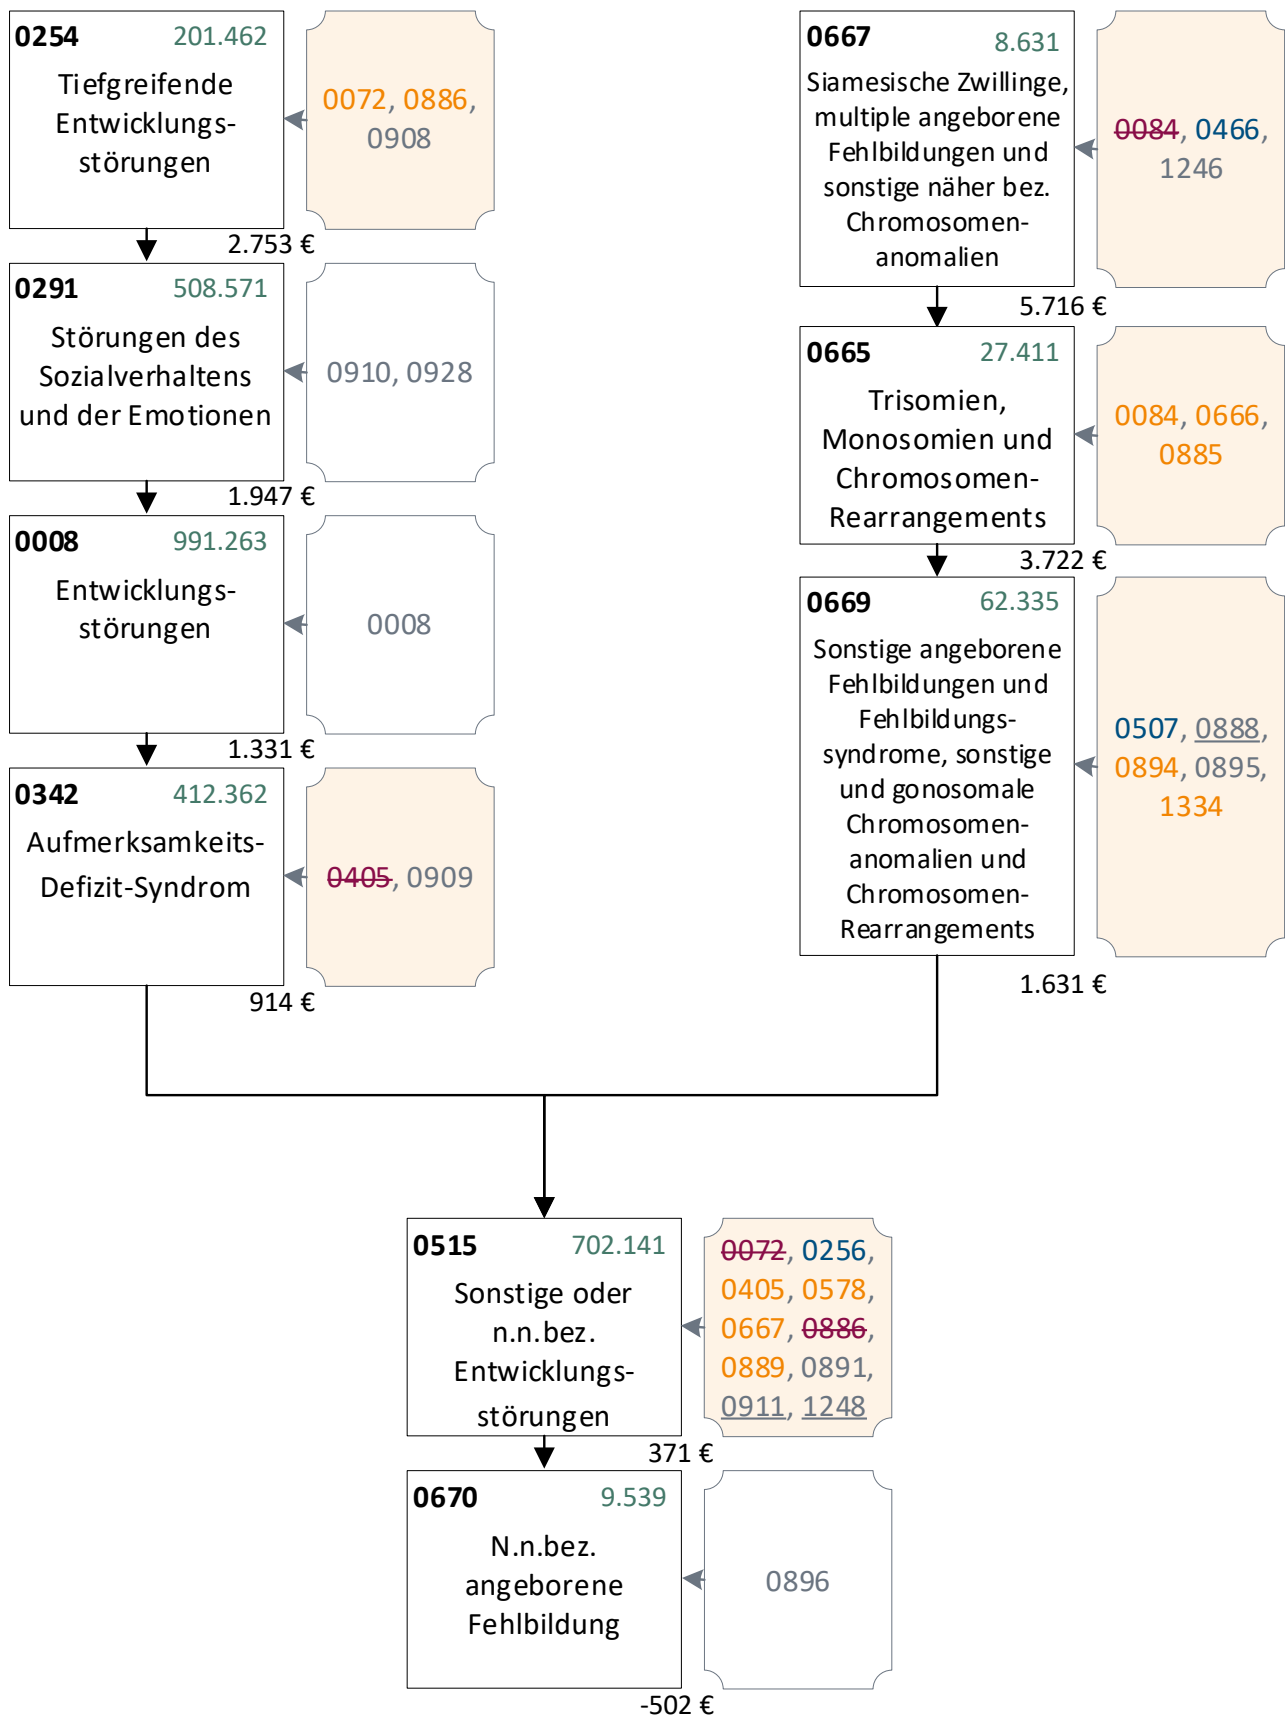 0254 201.462
Tiefgreifende
Entwicklungs-
störungen
0072, 0886,
0908
2.753 €
0291 508.571
Störungen des
Sozialverhaltens
und der Emotionen
0910, 0928
1.947 €
0008 991.263
Entwicklungs-
störungen
0008
1.331 €
0342 412.362
Aufmerksamkeits-
Defizit-Syndrom
0405, 0909
914 €
0667 8.631
Siamesische Zwillinge,
multiple angeborene
Fehlbildungen und
sonstige näher bez.
Chromosomen-
anomalien
0084, 0466,
1246
5.716 €
0665 27.411
Trisomien,
Monosomien und
Chromosomen-
Rearrangements
0084, 0666,
0885
3.722 €
0669 62.335
Sonstige angeborene
Fehlbildungen und
Fehlbildungs-
syndrome, sonstige
und gonosomale
Chromosomen-
anomalien und
Chromosomen-
Rearrangements
0507, 0888,
0894, 0895,
1334
1.631 €
0515 702.141
Sonstige oder
n.n.bez.
Entwicklungs-
störungen
0072, 0256,
0405, 0578,
0667, 0886,
0889, 0891,
0911, 1248
371 €
0670 9.539
N.n.bez.
angeborene
Fehlbildung
0896
-502 €